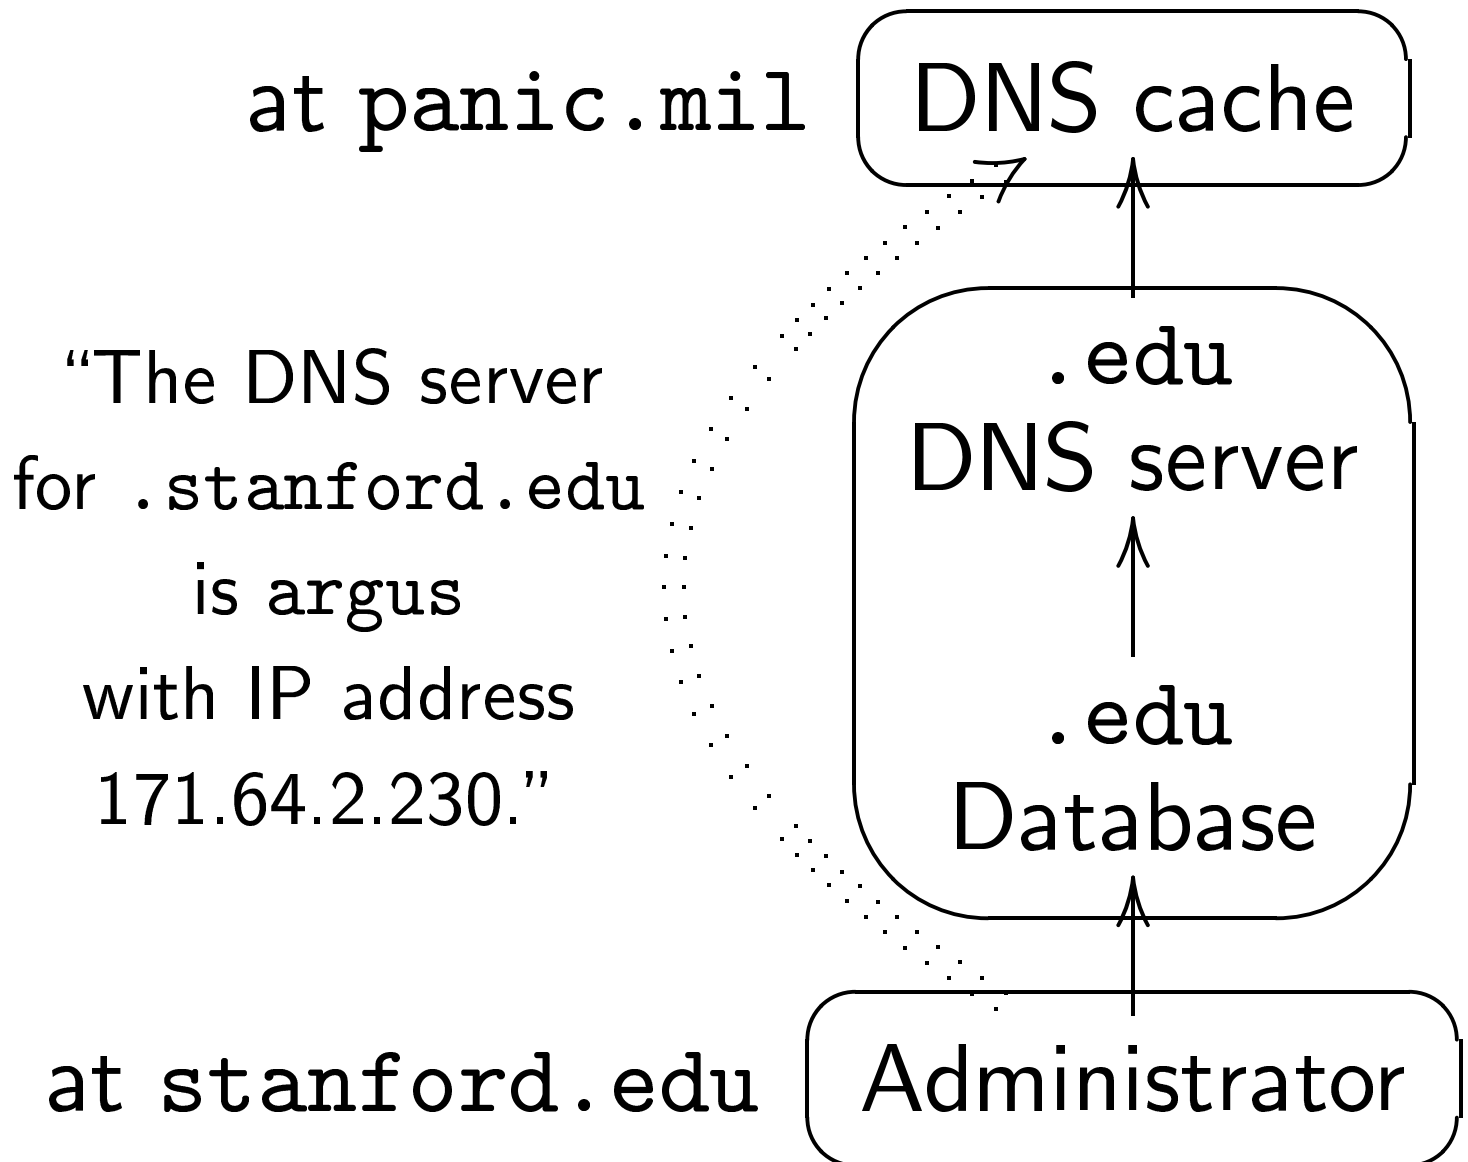 at panic.mil
DNS cache
“The DNS server
for .stanford.edu
is argus
with IP address
171.64.2.230.”
.edu
DNS server
.edu
Database
at stanford.edu
Administrator